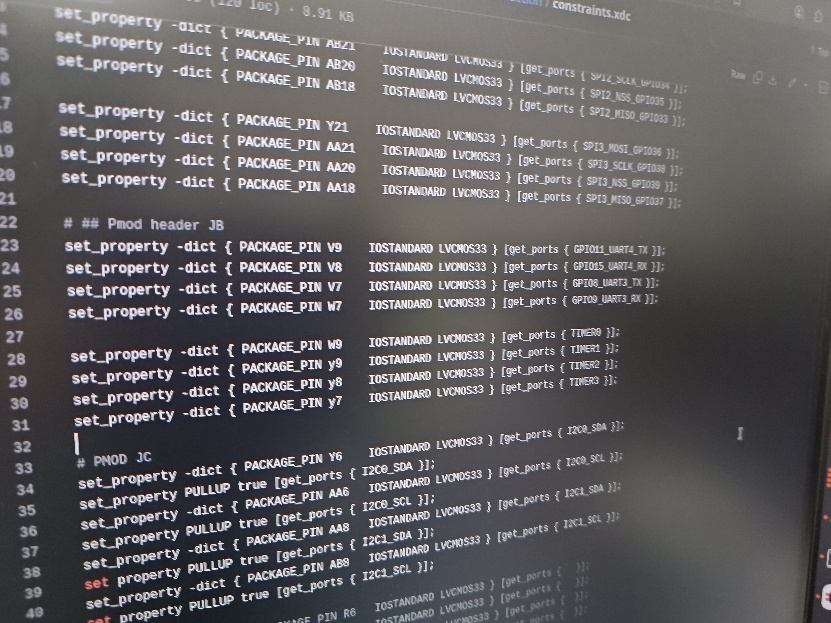 (120 loc) · 8.91 KB
constraints.xdc
Raw
set_property -dict { PACKAGE_PIN AB21 IOSTANDARD LVCMOS33 } [get_ports { SPI2_SCLK_GPIO34 }];
5 set_property -dict { PACKAGE_PIN AB20 IOSTANDARD LVCMOS33 } [get_ports { SPI2_NSS_GPIO35 }];
6 set_property -dict { PACKAGE_PIN AB18 IOSTANDARD LVCMOS33 } [get_ports { SPI2_MISO_GPIO33 }];
17
18 set_property -dict { PACKAGE_PIN Y21 IOSTANDARD LVCMOS33 } [get_ports { SPI3_MOSI_GPIO36 }];
19 set_property -dict { PACKAGE_PIN AA21 IOSTANDARD LVCMOS33 } [get_ports { SPI3_SCLK_GPIO38 }];
20 set_property -dict { PACKAGE_PIN AA20 IOSTANDARD LVCMOS33 } [get_ports { SPI3_NSS_GPIO39 }];
21 set_property -dict { PACKAGE_PIN AA18 IOSTANDARD LVCMOS33 } [get_ports { SPI3_MISO_GPIO37 }];
22 # ## Pmod header JB
23 set_property -dict { PACKAGE_PIN V9 IOSTANDARD LVCMOS33 } [get_ports { GPIO11_UART4_TX }];
24 set_property -dict { PACKAGE_PIN V8 IOSTANDARD LVCMOS33 } [get_ports { GPIO15_UART4_RX }];
25 set_property -dict { PACKAGE_PIN V7 IOSTANDARD LVCMOS33 } [get_ports { GPIO8_UART3_TX }];
26 set_property -dict { PACKAGE_PIN W7 IOSTANDARD LVCMOS33 } [get_ports { GPIO9_UART3_RX }];
27
28 set_property -dict { PACKAGE_PIN W9 IOSTANDARD LVCMOS33 } [get_ports { TIMER0 }];
29 set_property -dict { PACKAGE_PIN y9 IOSTANDARD LVCMOS33 } [get_ports { TIMER1 }];
30 set_property -dict { PACKAGE_PIN y8 IOSTANDARD LVCMOS33 } [get_ports { TIMER2 }];
31 set_property -dict { PACKAGE_PIN y7 IOSTANDARD LVCMOS33 } [get_ports { TIMER3 }];
32
33 # PMOD JC
34 set_property -dict { PACKAGE_PIN Y6 IOSTANDARD LVCMOS33 } [get_ports { I2C0_SDA }];
35 set_property PULLUP true [get_ports { I2C0_SDA }];
36 set_property -dict { PACKAGE_PIN AA6 IOSTANDARD LVCMOS33 } [get_ports { I2C0_SCL }];
37 set_property PULLUP true [get_ports { I2C0_SCL }];
38 set_property -dict { PACKAGE_PIN AA8 IOSTANDARD LVCMOS33 } [get_ports { I2C1_SDA }];
39 set property PULLUP true [get_ports { I2C1_SDA }];
40 set_property -dict { PACKAGE_PIN AB8 IOSTANDARD LVCMOS33 } [get_ports { I2C1_SCL }];
property PULLUP true [get_ports { I2C1_SCL }];
R6 IOSTANDARD LVCMOS33 } [get_ports { }];
IOSTANDARD LVCMOS33 } [get_ports { }];